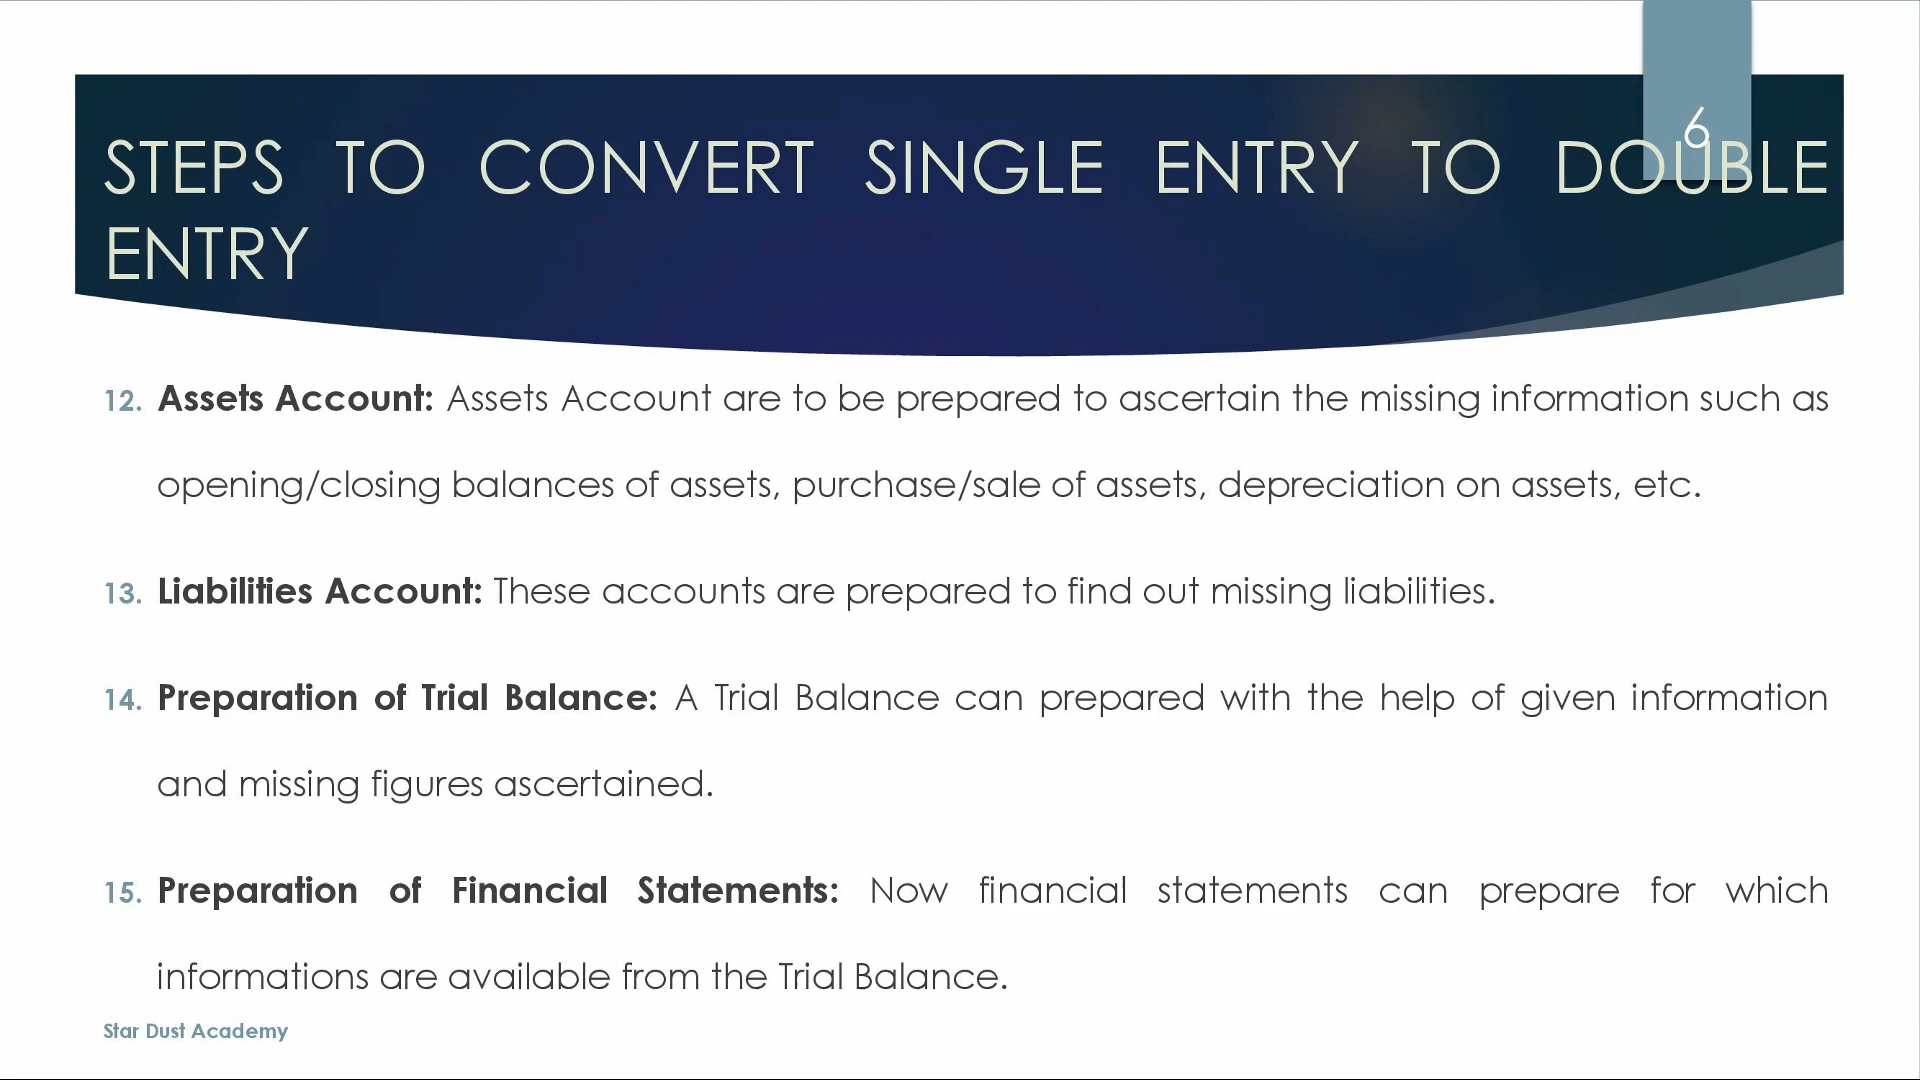 6
STEPS TO CONVERT SINGLE ENTRY TO DOUBLE
ENTRY
12. Assets Account: Assets Account are to be prepared to ascertain the missing information such as
opening/closing balances of assets, purchase/sale of assets, depreciation on assets, etc.
13. Liabilities Account: These accounts are prepared to find out missing liabilities.
14. Preparation of Trial Balance: A Trial Balance can prepared with the help of given information
and missing figures ascertained.
15. Preparation of Financial Statements: Now financial statements can prepare for which
informations are available from the Trial Balance.
Star Dust Academy